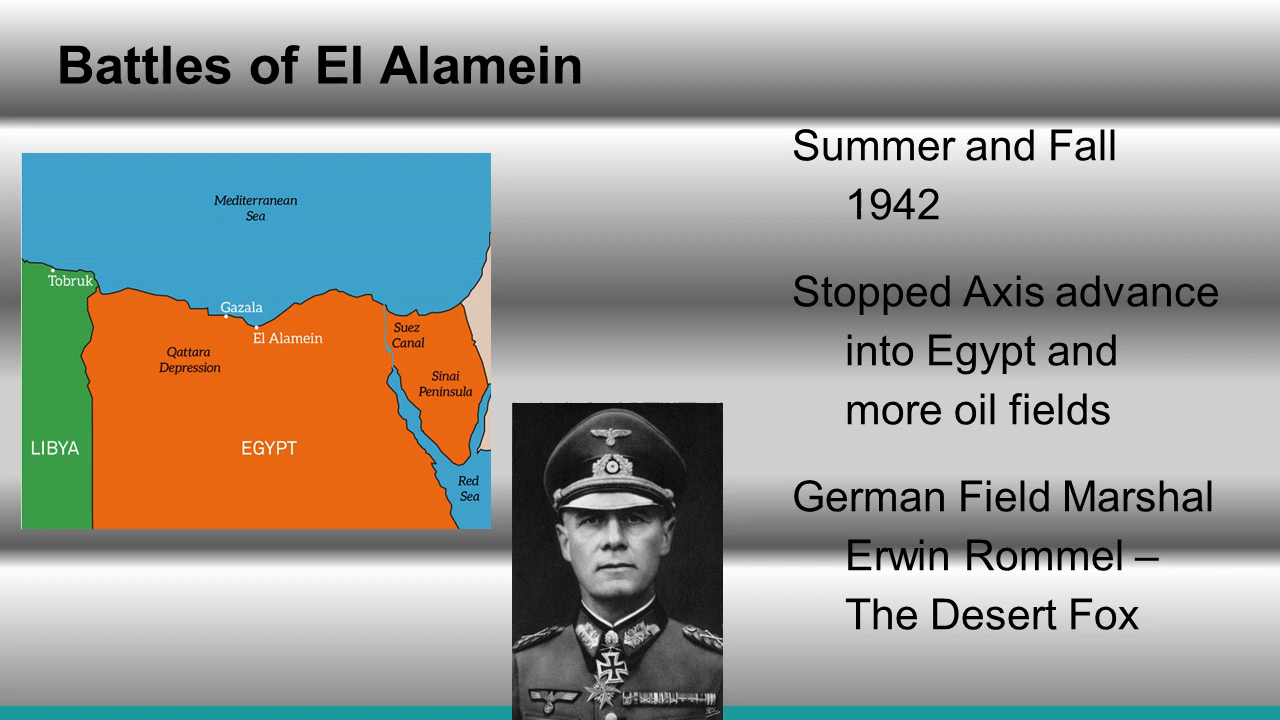 Battles of El Alamein
Mediterranean
Sea
Tobruk
Gazala
El Alamein
Suez
Canal
Qattara
Depression
Sinai
Peninsula
LIBYA
EGYPT
Red
Sea
Summer and Fall
1942
Stopped Axis advance
into Egypt and
more oil fields
German Field Marshal
Erwin Rommel –
The Desert Fox